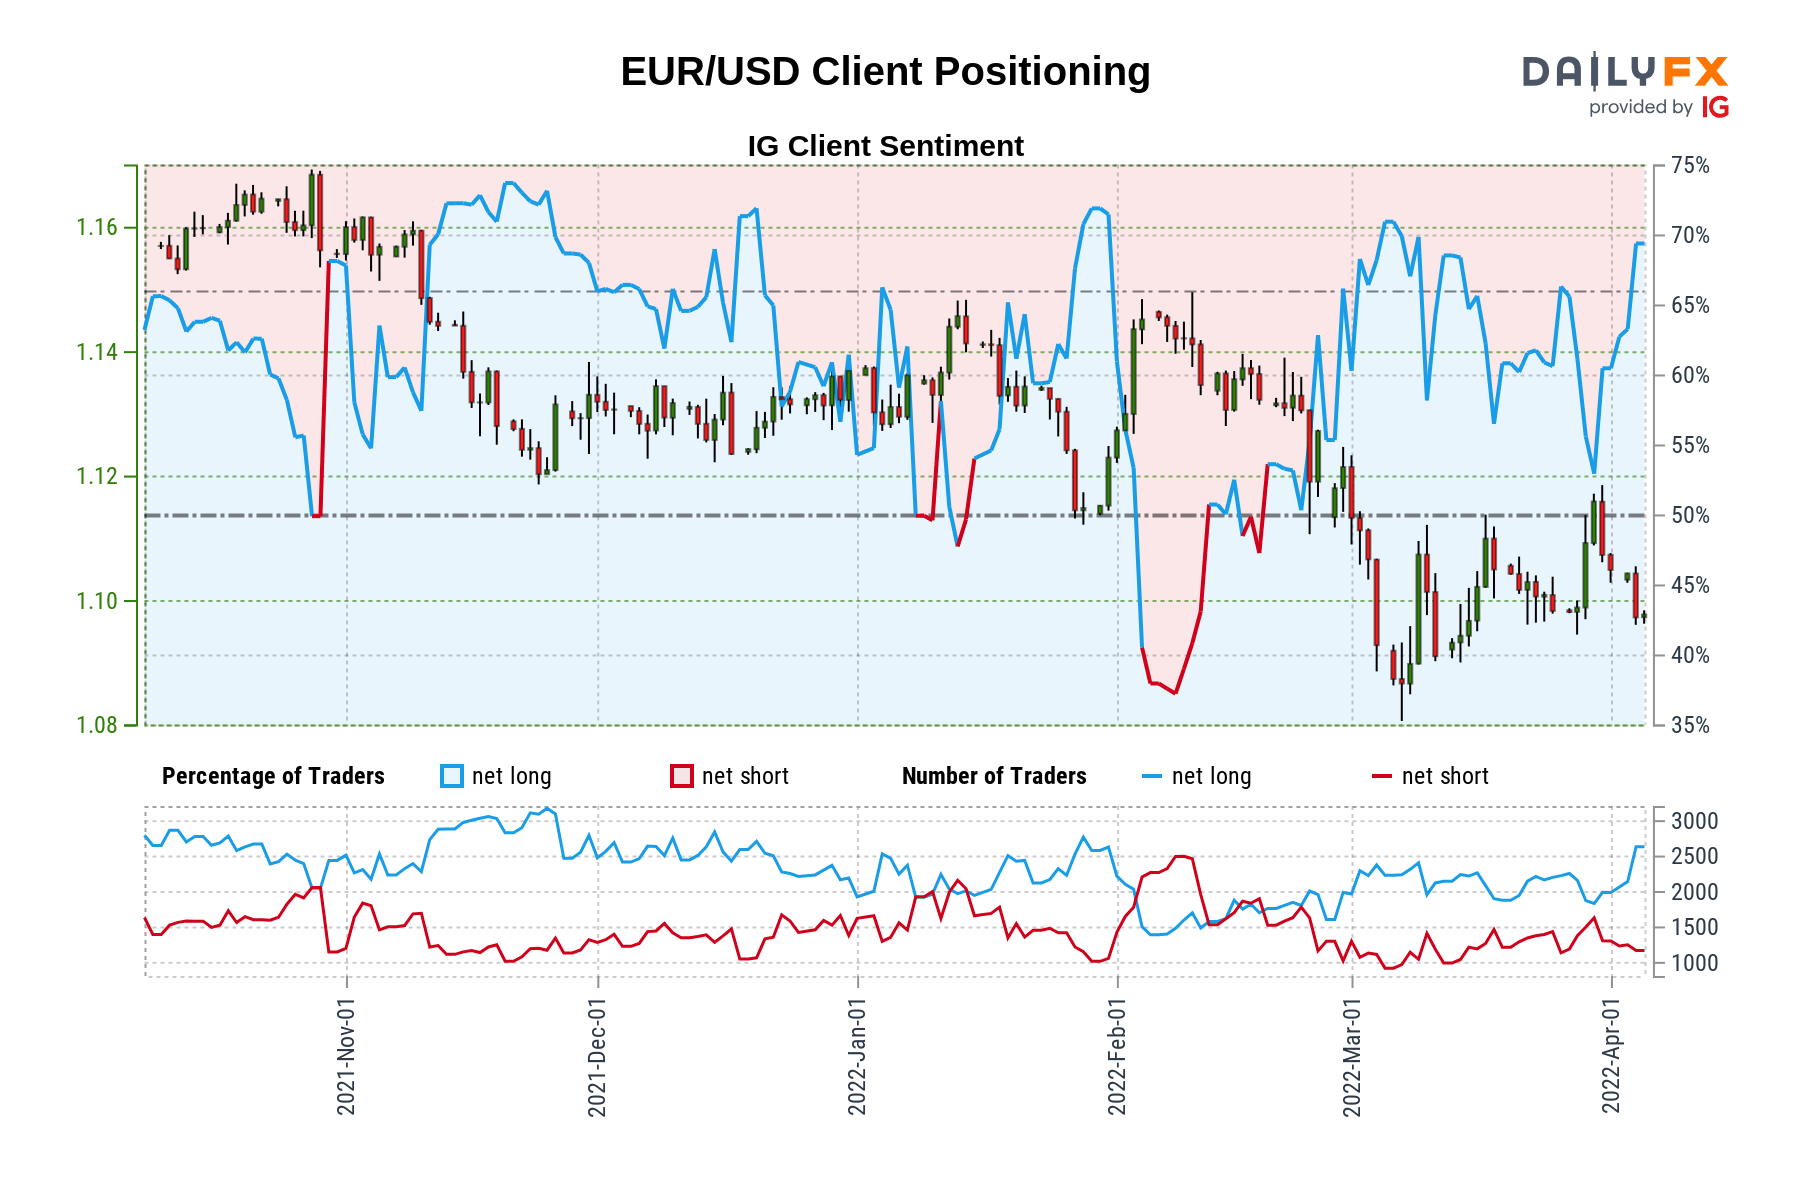 EUR/USD Client Positioning
DAILYFX
provided by IG
IG Client Sentiment
1.16
1.14
1.12
1.10
1.08
75%
70%
65%
60%
55%
50%
45%
40%
35%
Percentage of Traders net long net short Number of Traders net long net short
3000
2500
2000
1500
1000
2021-Nov-01
2021-Dec-01
2022-Jan-01
2022-Feb-01
2022-Mar-01
2022-Apr-01